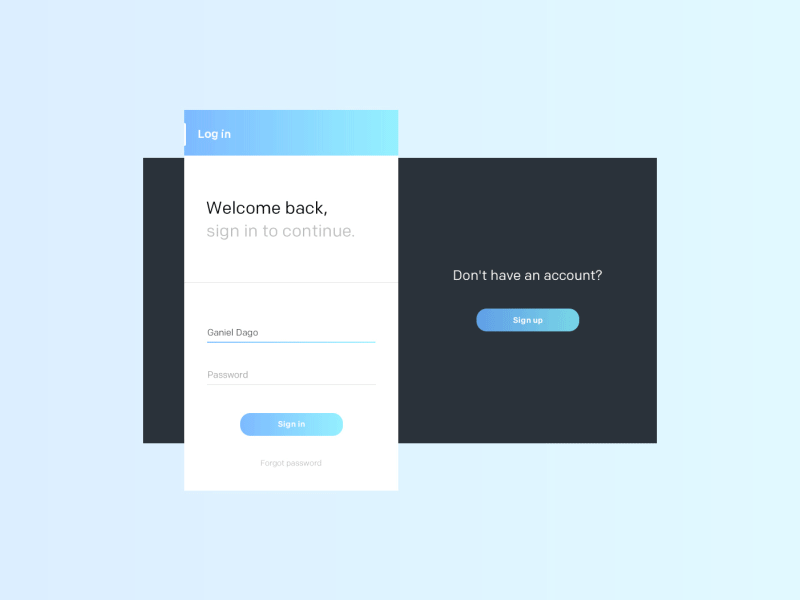 Log in
Welcome back,
sign in to continue.
Ganiel Dago
Password
Sign in
Forgot password
Don't have an account?
Sign up